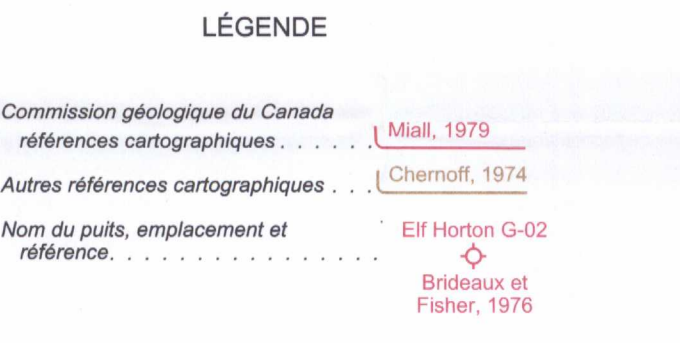 LÉGENDE
Commission géologique du Canada
références cartographiques . . . . . . . Miall, 1979
Autres références cartographiques . . . Chernoff, 1974
Nom du puits, emplacement et Elf Horton G-02
référence. . . . . . . . . . . . . . . . .
Brideaux et
Fisher, 1976